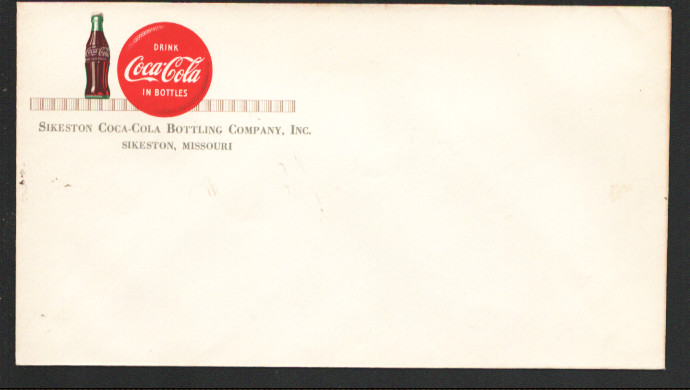 DRINK
Coca-Cola
IN BOTTLES
Coca-Cola
SIKESTON COCA-COLA BOTTLING COMPANY, INC.
SIKESTON, MISSOURI